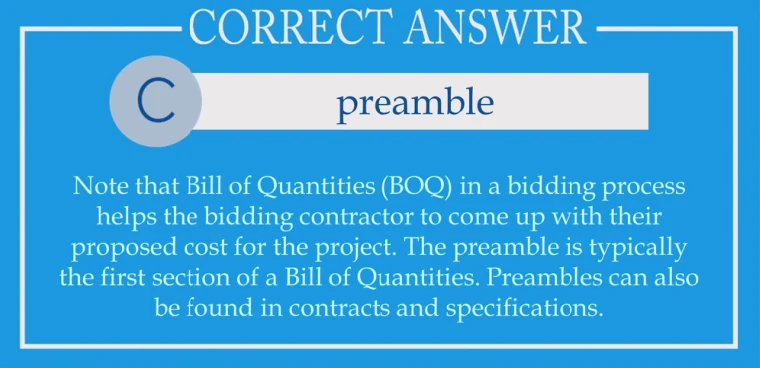 CORRECT ANSWER
C preamble
Note that Bill of Quantities (BOQ) in a bidding process
helps the bidding contractor to come up with their
proposed cost for the project. The preamble is typically
the first section of a Bill of Quantities. Preambles can also
be found in contracts and specifications.